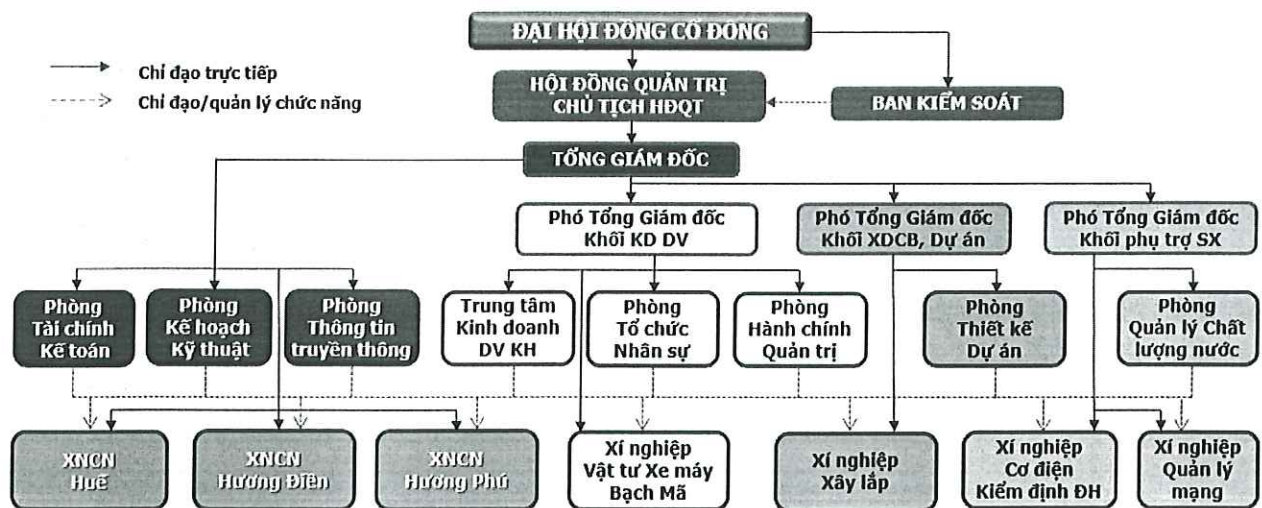 ĐẠI HỘI ĐỒNG CỔ ĐÔNG
Chỉ đạo trực tiếp
Chỉ đạo/quản lý chức năng
HỘI ĐỒNG QUẢN TRỊ
CHỦ TỊCH HĐQT
BAN KIỂM SOÁT
TỔNG GIÁM ĐỐC
Phó Tổng Giám đốc
Khối KD DV
Phó Tổng Giám đốc
Khối XDCB, Dự án
Phó Tổng Giám đốc
Khối phụ trợ SX
Phòng
Tài chính
Kế toán
Phòng
Kế hoạch
Kỹ thuật
Phòng
Thông tin
truyền thông
Trung tâm
Kinh doanh
DV KH
Phòng
Tổ chức
Nhân sự
Phòng
Hành chính
Quản trị
Phòng
Thiết kế
Dự án
Phòng
Quản lý Chất
lượng nước
XNCN
Huế
XNCN
Hương Điền
XNCN
Hương Phú
Xí nghiệp
Vật tư Xe máy
Bạch Mã
Xí nghiệp
Xây lắp
Xí nghiệp
Cơ điện
Kiểm định ĐH
Xí nghiệp
Quản lý
mạng